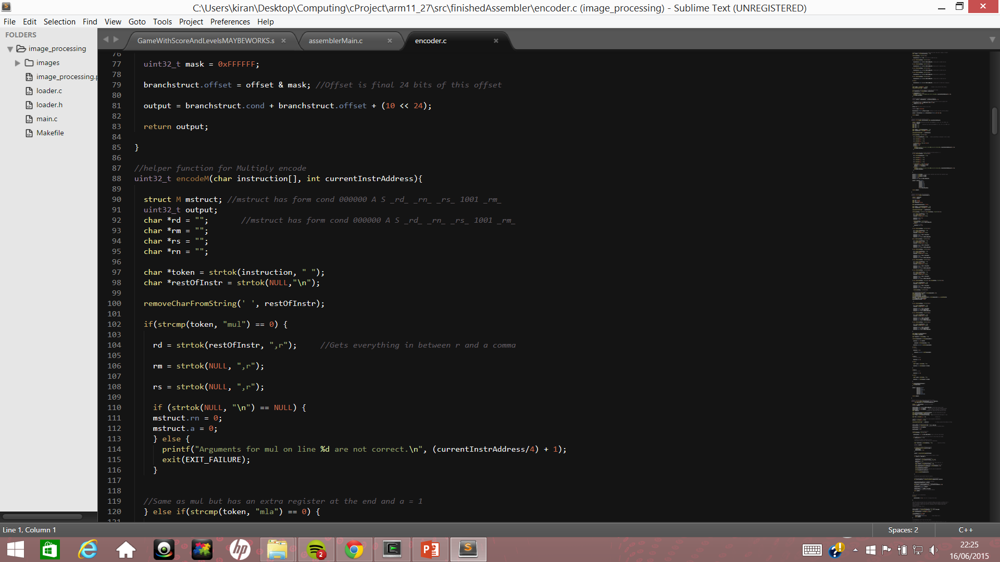 C:\Users\kiran\Desktop\Computing\cProject\arm11_27\src\finishedAssembler\encoder.c (image_processing) - Sublime Text (UNREGISTERED)
File Edit Selection Find View Goto Tools Project Preferences Help
FOLDERS
image_processing
images
image_processing.p
loader.c
loader.h
main.c
Makefile
GameWithScoreAndLevelsMAYBEWORKS.s
assemblerMain.c
encoder.c
76
77 uint32_t mask = 0xFFFFFF;
78
79 branchstruct.offset = offset & mask; //Offset is final 24 bits of this offset
80
81 output = branchstruct.cond + branchstruct.offset + (10 << 24);
82
83 return output;
84
85 }
86
87 //helper function for Multiply encode
88 uint32_t encodeM(char instruction[], int currentInstrAddress){
89
90 struct M mstruct; //mstruct has form cond 000000 A S _rd_ _rn_ _rs_ 1001 _rm_
91 uint32_t output;
92 char *rd = ""; //mstruct has form cond 000000 A S _rd_ _rn_ _rs_ 1001 _rm_
93 char *rm = "";
94 char *rs = "";
95 char *rn = "";
96
97 char *token = strtok(instruction, " ");
98 char *restOfInstr = strtok(NULL,"\n");
99
100 removeCharFromString(' ', restOfInstr);
101
102 if(strcmp(token, "mul") == 0) {
103
104 rd = strtok(restOfInstr, ",r"); //Gets everything in between r and a comma
105
106 rm = strtok(NULL, ",r");
107
108 rs = strtok(NULL, ",r");
109
110 if (strtok(NULL, "\n") == NULL) {
111 mstruct.rn = 0;
112 mstruct.a = 0;
113 } else {
114 printf("Arguments for mul on line %d are not correct.\n", (currentInstrAddress/4) + 1);
115 exit(EXIT_FAILURE);
116 }
117
118
119 //Same as mul but has an extra register at the end and a = 1
120 } else if(strcmp(token, "mla") == 0) {
121
Line 1, Column 1
Spaces: 2
C++
hp
2
22:25
16/06/2015